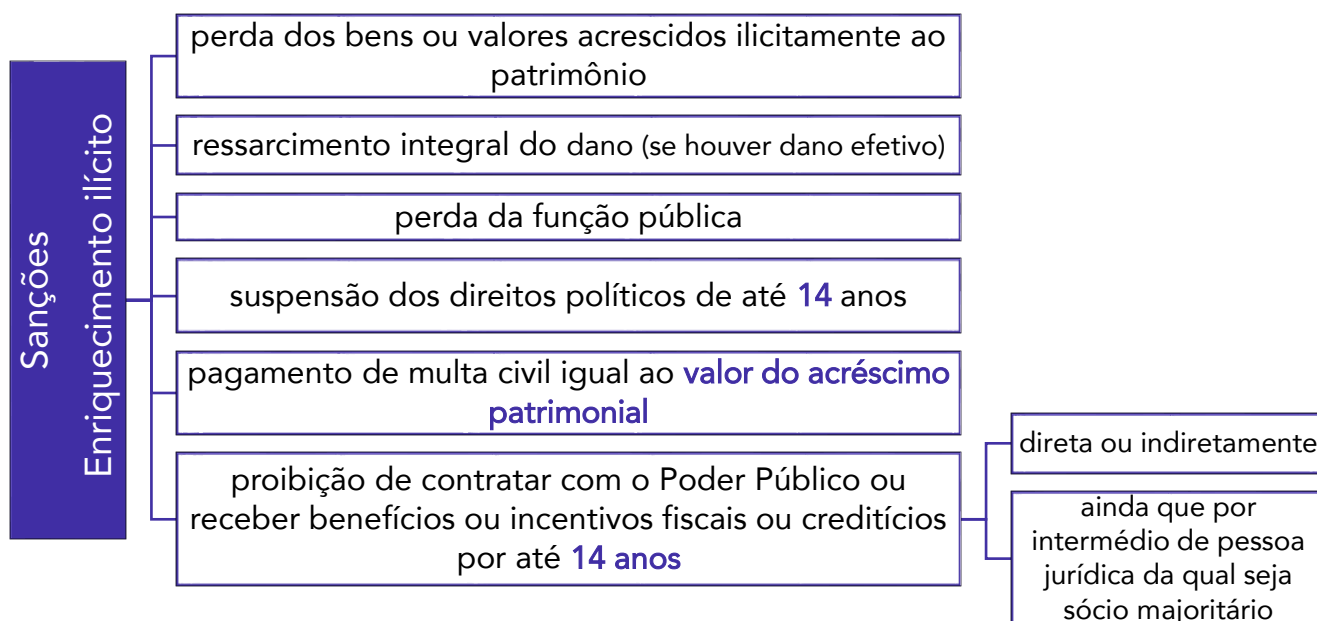 Sanções
Enriquecimento ilícito
perda dos bens ou valores acrescidos ilicitamente ao
patrimônio
ressarcimento integral do dano (se houver dano efetivo)
perda da função pública
suspensão dos direitos políticos de até 14 anos
pagamento de multa civil igual ao valor do acréscimo
patrimonial
proibição de contratar com o Poder Público ou
receber benefícios ou incentivos fiscais ou creditícios
por até 14 anos
direta ou indiretamente
ainda que por
intermédio de pessoa
jurídica da qual seja
sócio majoritário